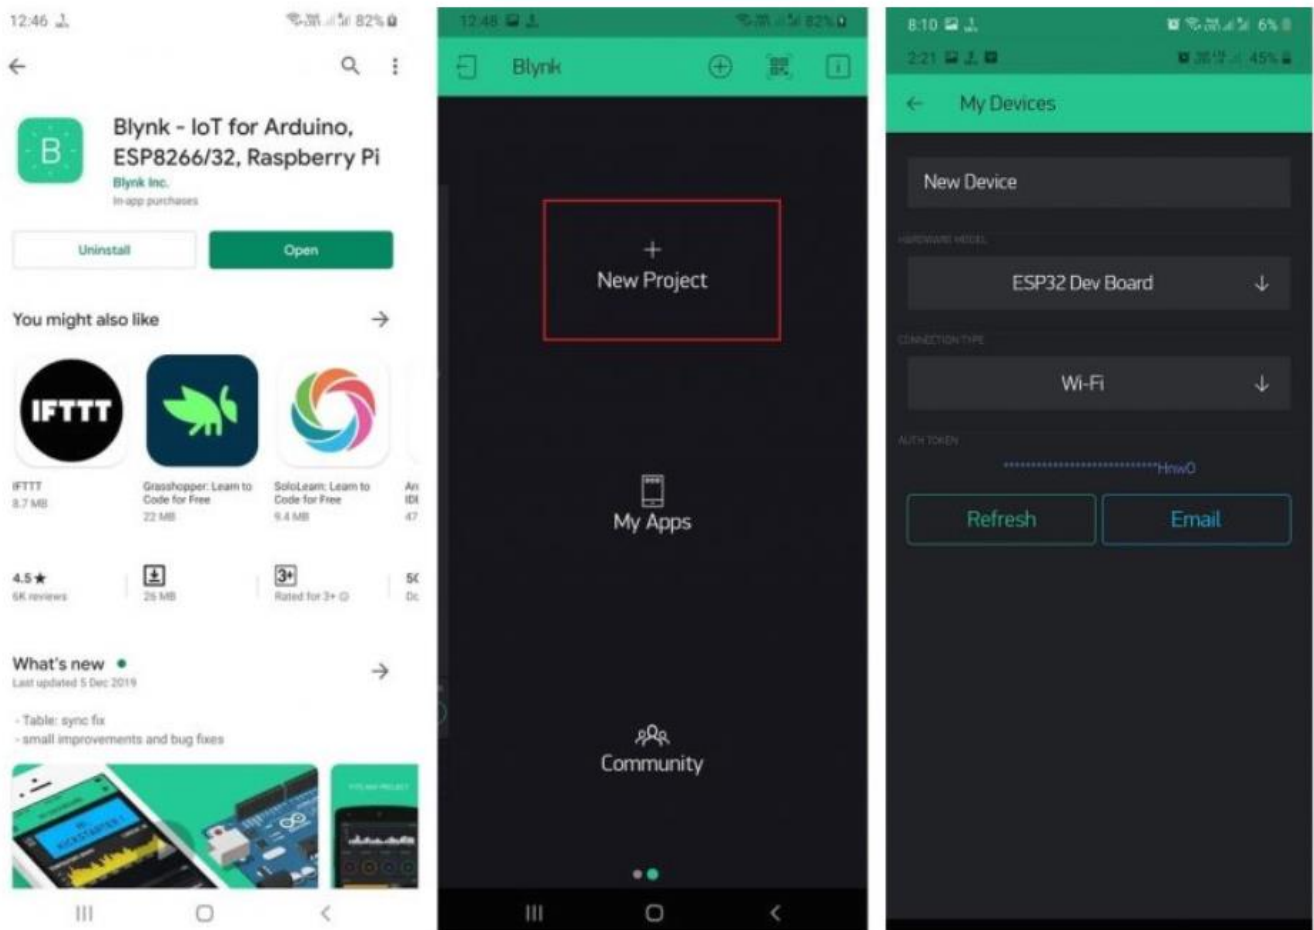 12:46
82%
Blynk - IoT for Arduino,
ESP8266/32, Raspberry Pi
Blynk Inc.
In-app purchases
B
Uninstall
Open
You might also like
IFTTT
IFTTT
8.7 MB
Grasshopper: Learn to
Code for Free
22 MB
SoloLearn: Learn to
Code for Free
9.4 MB
47
4.5★
6K reviews
26 MB
3+
Rated for 3+
What's new
Last updated 5 Dec 2019
- Table: sync fix
- small improvements and bug fixes
KICKSTARTER !
12:48
82%
Blynk
+
New Project
My Apps
Community
8:10
6%
2:21
45%
My Devices
New Device
HARDWARE MODEL
ESP32 Dev Board
CONNECTION TYPE
Wi-Fi
AUTH TOKEN
Refresh
Email